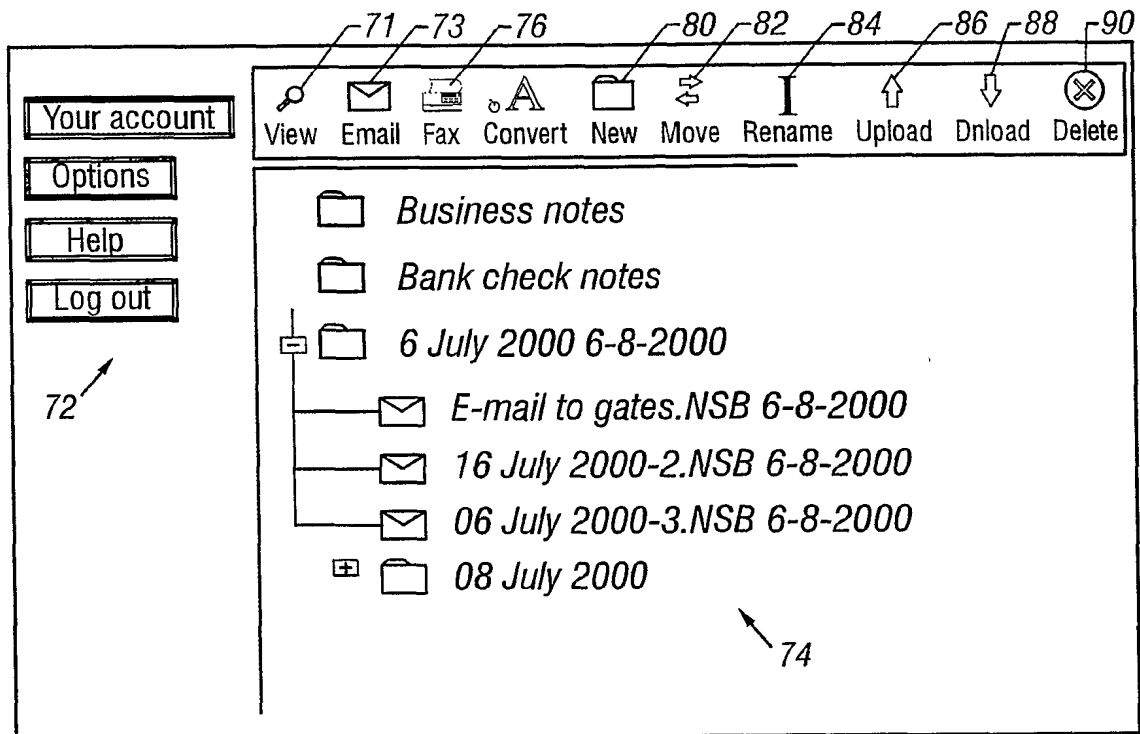 71 73 76 80 82 84 86 88 90
View Email Fax Convert New Move Rename Upload Dnload Delete
Your account
Options
Help
Log out
72
Business notes
Bank check notes
6 July 2000 6-8-2000
E-mail to gates.NSB 6-8-2000
16 July 2000-2.NSB 6-8-2000
06 July 2000-3.NSB 6-8-2000
08 July 2000
74